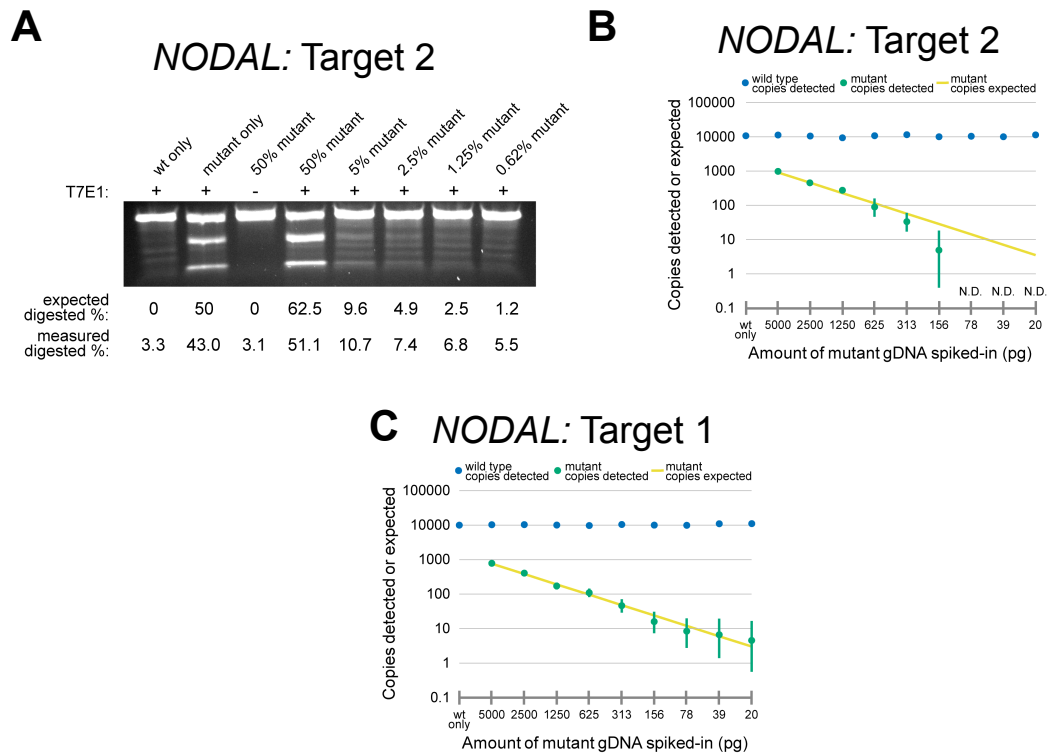 A
NODAL: Target 2
wt only
mutant only
50% mutant
50% mutant
5% mutant
2.5% mutant
1.25% mutant
0.62% mutant
T7E1: + + - + + + + +
expected
digested %: 0 50 0 62.5 9.6 4.9 2.5 1.2
measured
digested %: 3.3 43.0 3.1 51.1 10.7 7.4 6.8 5.5
B
NODAL: Target 2
wild type
copies detected
mutant
copies detected
mutant
copies expected
Copies detected or expected
100000
10000
1000
100
10
1
0.1
N.D. N.D. N.D.
wt
only
5000 2500 1250 625 313 156 78 39 20
Amount of mutant gDNA spiked-in (pg)
C
NODAL: Target 1
wild type
copies detected
mutant
copies detected
mutant
copies expected
Copies detected or expected
100000
10000
1000
100
10
1
0.1
wt
only
5000 2500 1250 625 313 156 78 39 20
Amount of mutant gDNA spiked-in (pg)